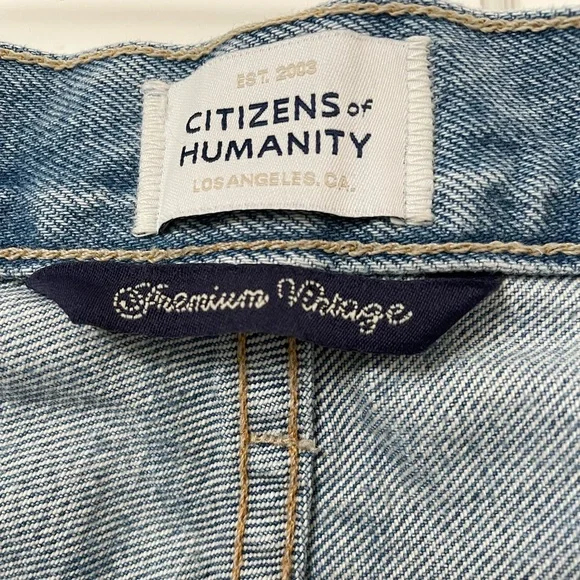 EST. 2003
CITIZENS of
HUMANITY
LOS ANGELES, CA.
Premium Vintage